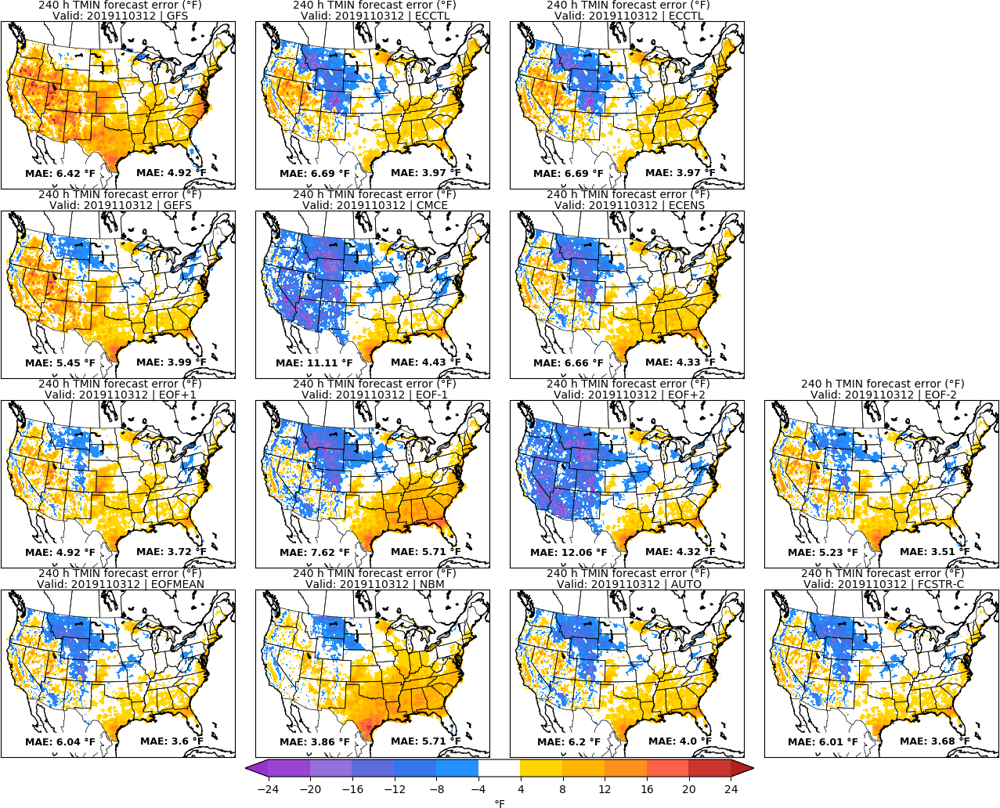 240 h TMIN forecast error (°F)
Valid: 2019110312 | GFS
MAE: 6.42 °F
MAE: 4.92 °F
240 h TMIN forecast error (°F)
Valid: 2019110312 | ECCTL
MAE: 6.69 °F
MAE: 3.97 °F
240 h TMIN forecast error (°F)
Valid: 2019110312 | ECCTL
MAE: 6.69 °F
MAE: 3.97 °F
240 h TMIN forecast error (°F)
Valid: 2019110312 | GEFS
MAE: 5.45 °F
MAE: 3.99 °F
240 h TMIN forecast error (°F)
Valid: 2019110312 | CMCE
MAE: 11.11 °F
MAE: 4.43 °F
240 h TMIN forecast error (°F)
Valid: 2019110312 | ECENS
MAE: 6.66 °F
MAE: 4.33 °F
240 h TMIN forecast error (°F)
Valid: 2019110312 | EOF+1
MAE: 4.92 °F
MAE: 3.72 °F
240 h TMIN forecast error (°F)
Valid: 2019110312 | EOF-1
MAE: 7.62 °F
MAE: 5.71 °F
240 h TMIN forecast error (°F)
Valid: 2019110312 | EOF+2
MAE: 12.06 °F
MAE: 4.32 °F
240 h TMIN forecast error (°F)
Valid: 2019110312 | EOF-2
MAE: 5.23 °F
MAE: 3.51 °F
240 h TMIN forecast error (°F)
Valid: 2019110312 | EOFMEAN
MAE: 6.04 °F
MAE: 3.6 °F
240 h TMIN forecast error (°F)
Valid: 2019110312 | NBM
MAE: 3.86 °F
MAE: 5.71 °F
240 h TMIN forecast error (°F)
Valid: 2019110312 | AUTO
MAE: 6.2 °F
MAE: 4.0 °F
240 h TMIN forecast error (°F)
Valid: 2019110312 | FCSTR-C
MAE: 6.01 °F
MAE: 3.68 °F
−24 −20 −16 −12 −8 −4 4 8 12 16 20 24
°F